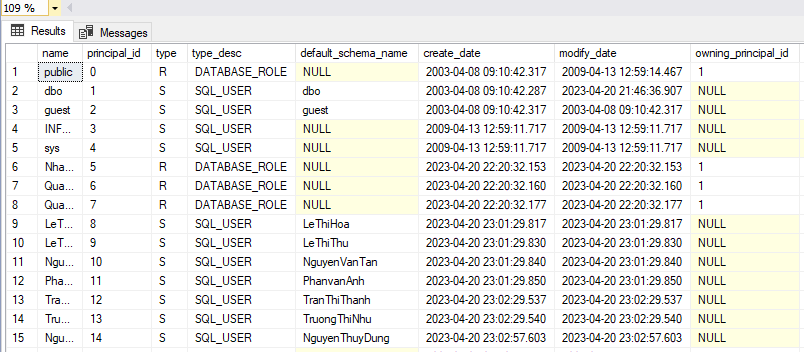 109 %
Results Messages
name principal_id type type_desc default_schema_name create_date modify_date owning_principal_id
1 public 0 R DATABASE_ROLE NULL 2003-04-08 09:10:42.317 2009-04-13 12:59:14.467 1
2 dbo 1 S SQL_USER dbo 2003-04-08 09:10:42.287 2023-04-20 21:46:36.907 NULL
3 guest 2 S SQL_USER guest 2003-04-08 09:10:42.317 2003-04-08 09:10:42.317 NULL
4 INF... 3 S SQL_USER NULL 2009-04-13 12:59:11.717 2009-04-13 12:59:11.717 NULL
5 sys 4 S SQL_USER NULL 2009-04-13 12:59:11.717 2009-04-13 12:59:11.717 NULL
6 Nha... 5 R DATABASE_ROLE NULL 2023-04-20 22:20:32.153 2023-04-20 22:20:32.153 1
7 Qua... 6 R DATABASE_ROLE NULL 2023-04-20 22:20:32.160 2023-04-20 22:20:32.160 1
8 Qua... 7 R DATABASE_ROLE NULL 2023-04-20 22:20:32.177 2023-04-20 22:20:32.177 1
9 LeT... 8 S SQL_USER LeThiHoa 2023-04-20 23:01:29.817 2023-04-20 23:01:29.817 NULL
10 LeT... 9 S SQL_USER LeThiThu 2023-04-20 23:01:29.830 2023-04-20 23:01:29.830 NULL
11 Ngu... 10 S SQL_USER NguyenVanTan 2023-04-20 23:01:29.840 2023-04-20 23:01:29.840 NULL
12 Pha... 11 S SQL_USER PhanvanAnh 2023-04-20 23:01:29.850 2023-04-20 23:01:29.850 NULL
13 Tra... 12 S SQL_USER TranThiThanh 2023-04-20 23:02:29.537 2023-04-20 23:02:29.537 NULL
14 Tru... 13 S SQL_USER TruongThiNhu 2023-04-20 23:02:29.540 2023-04-20 23:02:29.540 NULL
15 Ngu... 14 S SQL_USER NguyenThuyDung 2023-04-20 23:02:57.603 2023-04-20 23:02:57.603 NULL